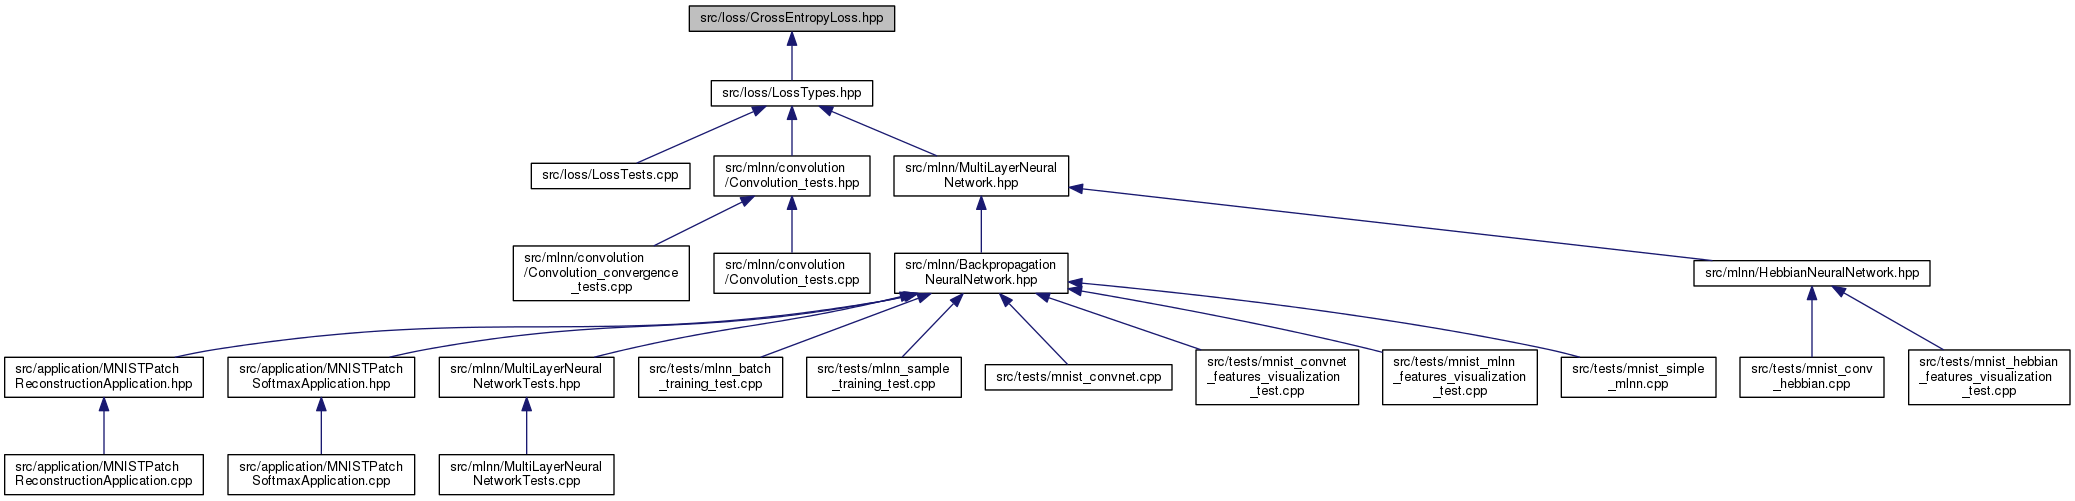 src/loss/CrossEntropyLoss.hpp
src/loss/LossTypes.hpp
src/loss/LossTests.cpp
src/mlnn/convolution
/Convolution_tests.hpp
src/mlnn/MultiLayerNeural
Network.hpp
src/mlnn/convolution
/Convolution_convergence
_tests.cpp
src/mlnn/convolution
/Convolution_tests.cpp
src/mlnn/Backpropagation
NeuralNetwork.hpp
src/mlnn/HebbianNeuralNetwork.hpp
src/application/MNISTPatch
ReconstructionApplication.hpp
src/application/MNISTPatch
SoftmaxApplication.hpp
src/mlnn/MultiLayerNeural
NetworkTests.hpp
src/tests/mlnn_batch
_training_test.cpp
src/tests/mlnn_sample
_training_test.cpp
src/tests/mnist_convnet.cpp
src/tests/mnist_convnet
_features_visualization
_test.cpp
src/tests/mnist_mlnn
_features_visualization
_test.cpp
src/tests/mnist_simple
_mlnn.cpp
src/tests/mnist_conv
_hebbian.cpp
src/tests/mnist_hebbian
_features_visualization
_test.cpp
src/application/MNISTPatch
ReconstructionApplication.cpp
src/application/MNISTPatch
SoftmaxApplication.cpp
src/mlnn/MultiLayerNeural
NetworkTests.cpp